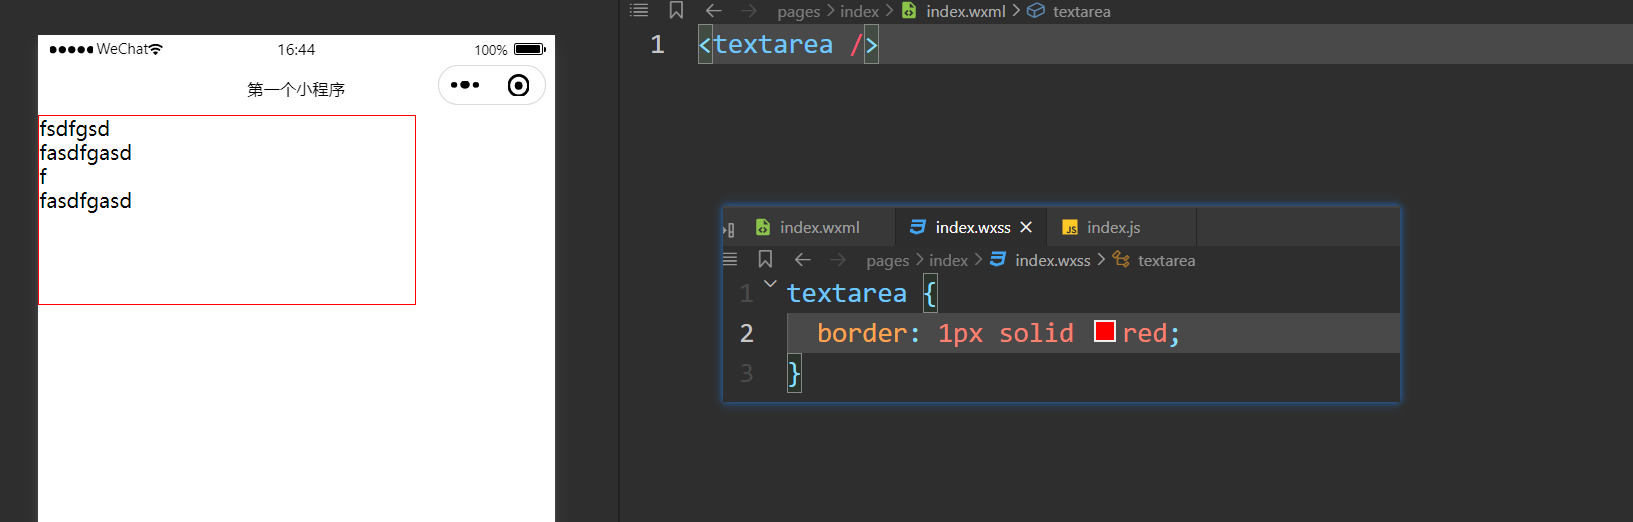 WeChat
16:44
100%
第一个小程序
fsdfgsd
fasdfgasd
f
fasdfgasd
pages > index > index.wxml > textarea
1 <textarea />
index.wxml index.wxss index.js
JS
pages > index > index.wxss > textarea
1 textarea {
2 border: 1px solid red;
3 }